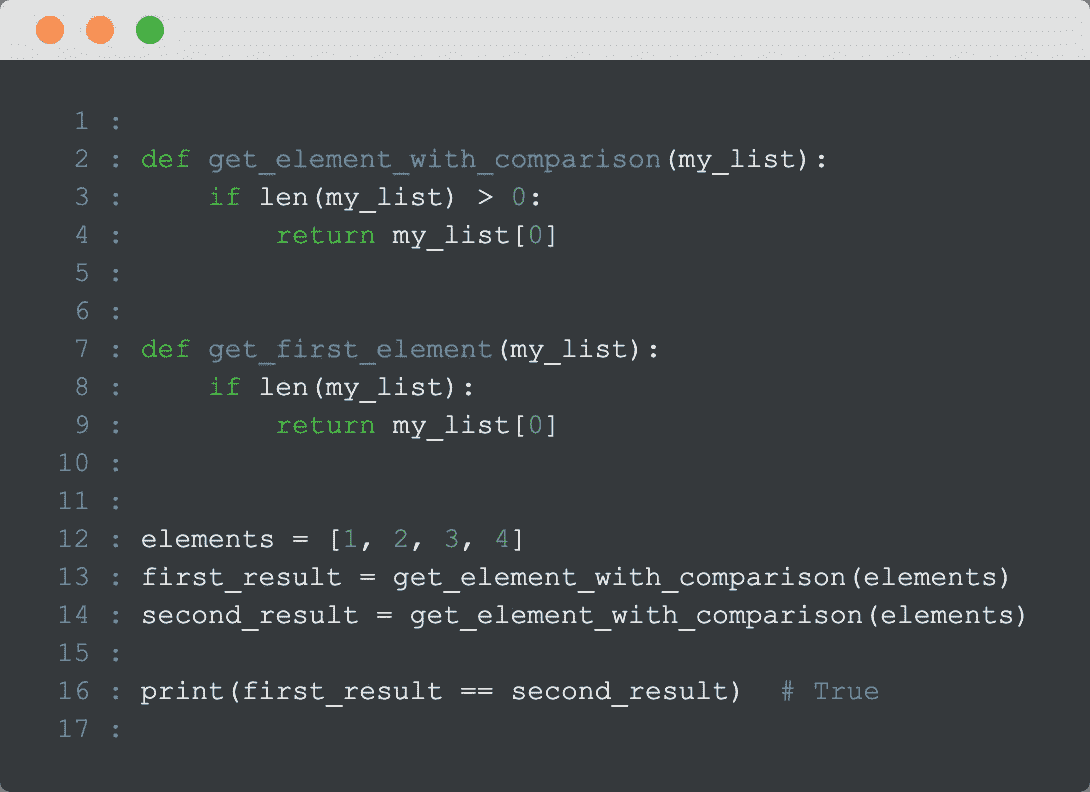 1 :
2 : def get_element_with_comparison(my_list):
3 :     if len(my_list) > 0:
4 :         return my_list[0]
5 :
6 :
7 : def get_first_element(my_list):
8 :     if len(my_list):
9 :         return my_list[0]
10 :
11 :
12 : elements = [1, 2, 3, 4]
13 : first_result = get_element_with_comparison(elements)
14 : second_result = get_element_with_comparison(elements)
15 :
16 : print(first_result == second_result)  # True
17 :